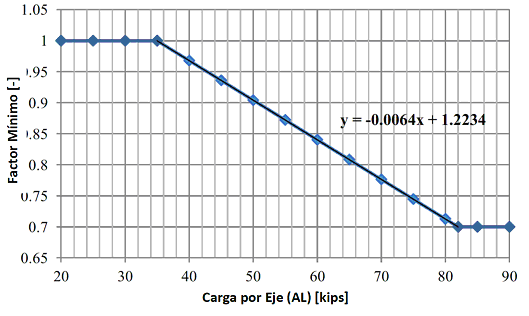 1.05
1
0.95
0.9
0.85
0.8
0.75
0.7
0.65
Factor Mínimo [-]
y = -0.0064x + 1.2234
20 30 40 50 60 70 80 90
Carga por Eje (AL) [kips]